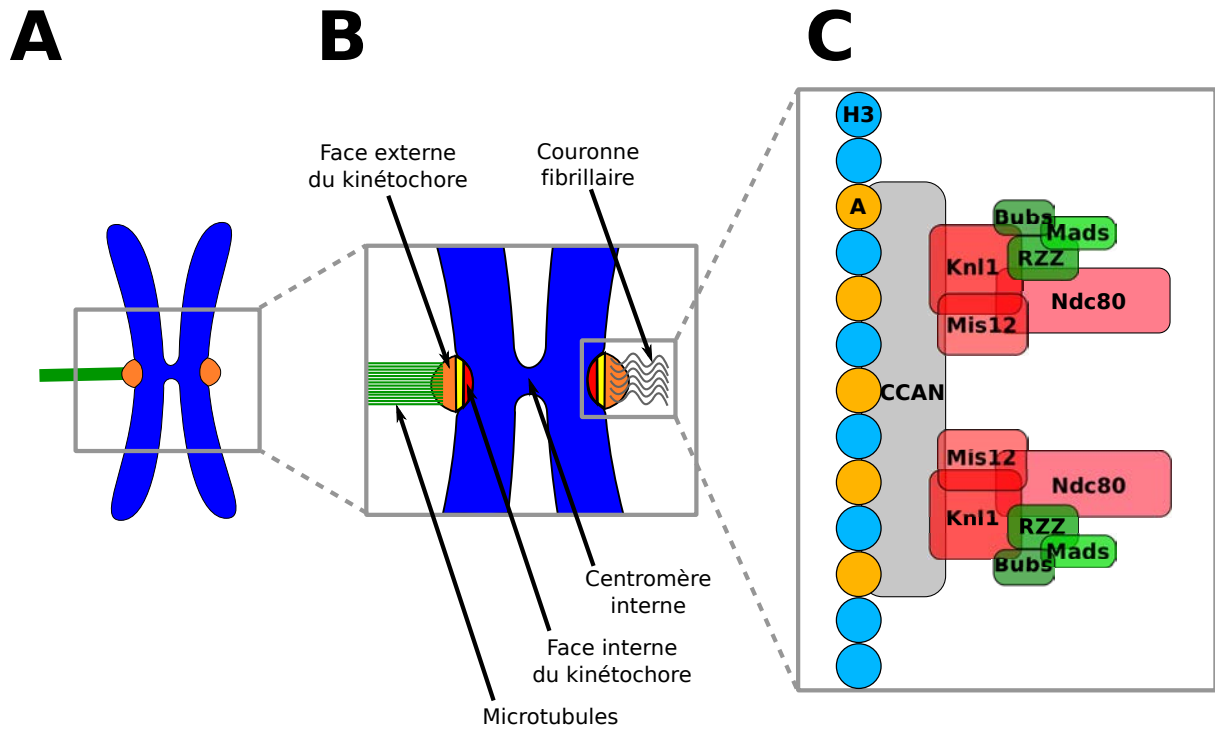 A
B
C
Face externe
du kinétochore
Couronne
fibrillaire
Centromère
interne
Face interne
du kinétochore
Microtubules
H3
A
CCAN
Bubs
Mads
RZZ
Knl1
Ndc80
Mis12
Mis12
Ndc80
Knl1
RZZ
Mads
Bubs